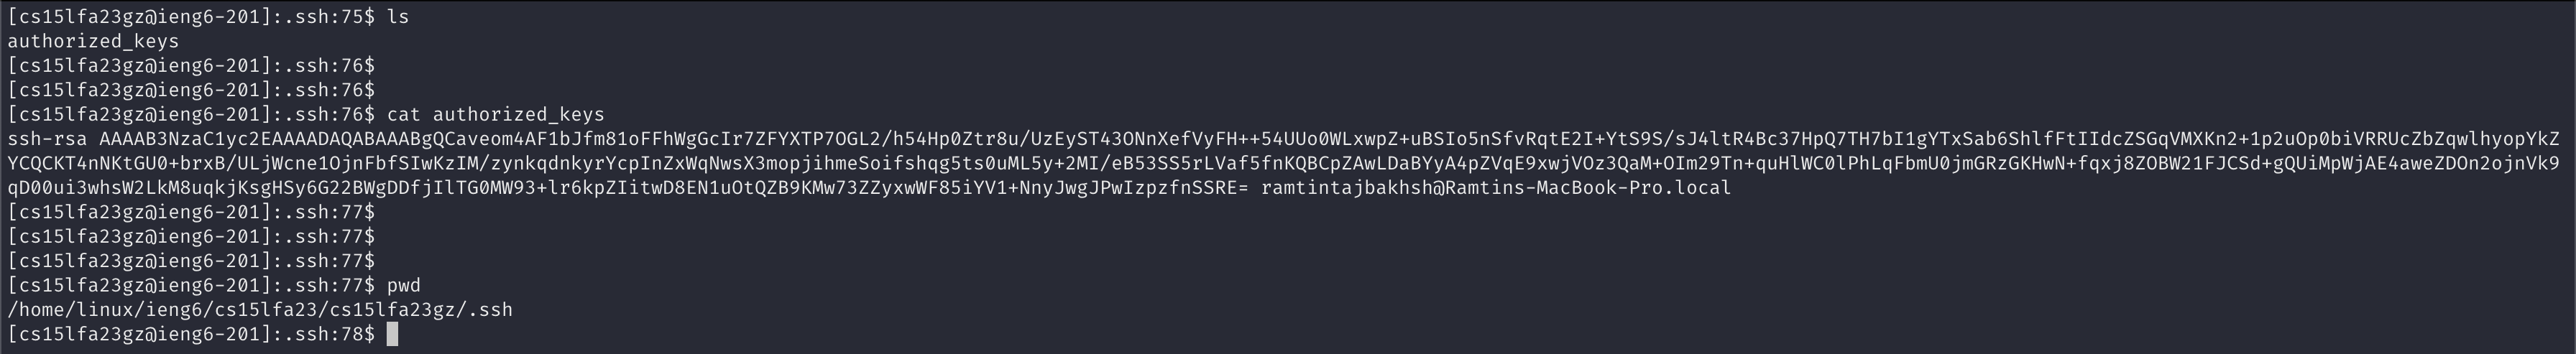 [cs15lfa23gz@ieng6-201]:.ssh:75$ ls
authorized_keys
[cs15lfa23gz@ieng6-201]:.ssh:76$
[cs15lfa23gz@ieng6-201]:.ssh:76$
[cs15lfa23gz@ieng6-201]:.ssh:76$ cat authorized_keys
ssh-rsa AAAAB3NzaC1yc2EAAAADAQABAAABgQCaveom4AF1bJfm81oFFhWgGcIr7ZFYXTP7OGL2/h54Hp0Ztr8u/UzEyST43ONnXefVyFH++54UUo0WLxwpZ+uBSIo5nSfvRqtE2I+YtS9S/sJ4ltR4Bc37HpQ7TH7bI1gYTxSab6ShlfFtIIdcZSGqVMXKn2+1p2uOp0biVRRUcZbZqwlhyopYkZ
YCQCKT4nNKtGU0+brxB/ULjWcne1OjnFbfSIwKzIM/zynkqdnkyrYcpInZxWqNwsX3mopjihmeSoifshqg5ts0uML5y+2MI/eB53SS5rLVaf5fnKQBCpZAwLDaBYyA4pZVqE9xwjVOz3QaM+OIm29Tn+quHlWC0lPhLqFbmU0jmGRzGKHwN+fqxj8ZOBW21FJCSd+gQUiMpWjAE4aweZDOn2ojnVk9
qD00ui3whsW2LkM8uqkjKsgHSy6G22BWgDDfjIlTG0MW93+lr6kpZIitwD8EN1uOtQZB9KMw73ZZyxwWF85iYV1+NnyJwgJPwIzpzfnSSRE= ramtintajbakhsh@Ramtins-MacBook-Pro.local
[cs15lfa23gz@ieng6-201]:.ssh:77$
[cs15lfa23gz@ieng6-201]:.ssh:77$
[cs15lfa23gz@ieng6-201]:.ssh:77$
[cs15lfa23gz@ieng6-201]:.ssh:77$ pwd
/home/linux/ieng6/cs15lfa23/cs15lfa23gz/.ssh
[cs15lfa23gz@ieng6-201]:.ssh:78$